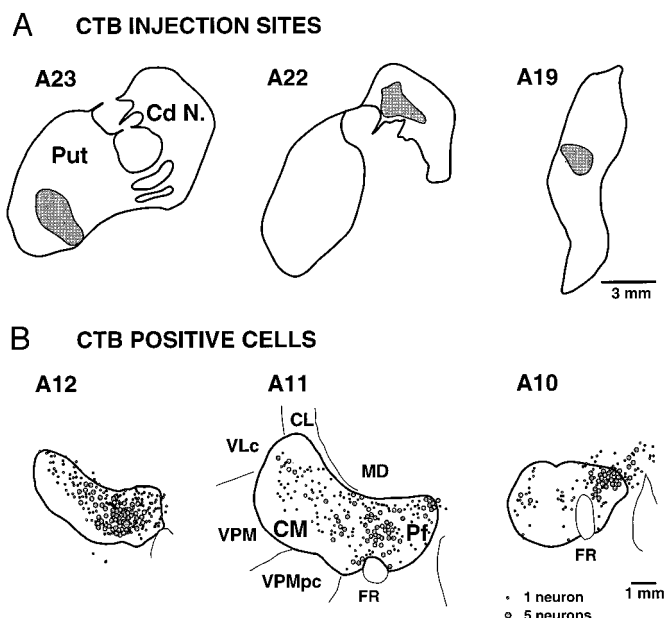 A CTB INJECTION SITES
A23 A22 A19
Cd N.
Put
3 mm
B CTB POSITIVE CELLS
A12 A11 A10
CL
VLc
MD
VPM CM Pf
VPMpc
FR
FR
1 neuron
1 mm
5 neurons